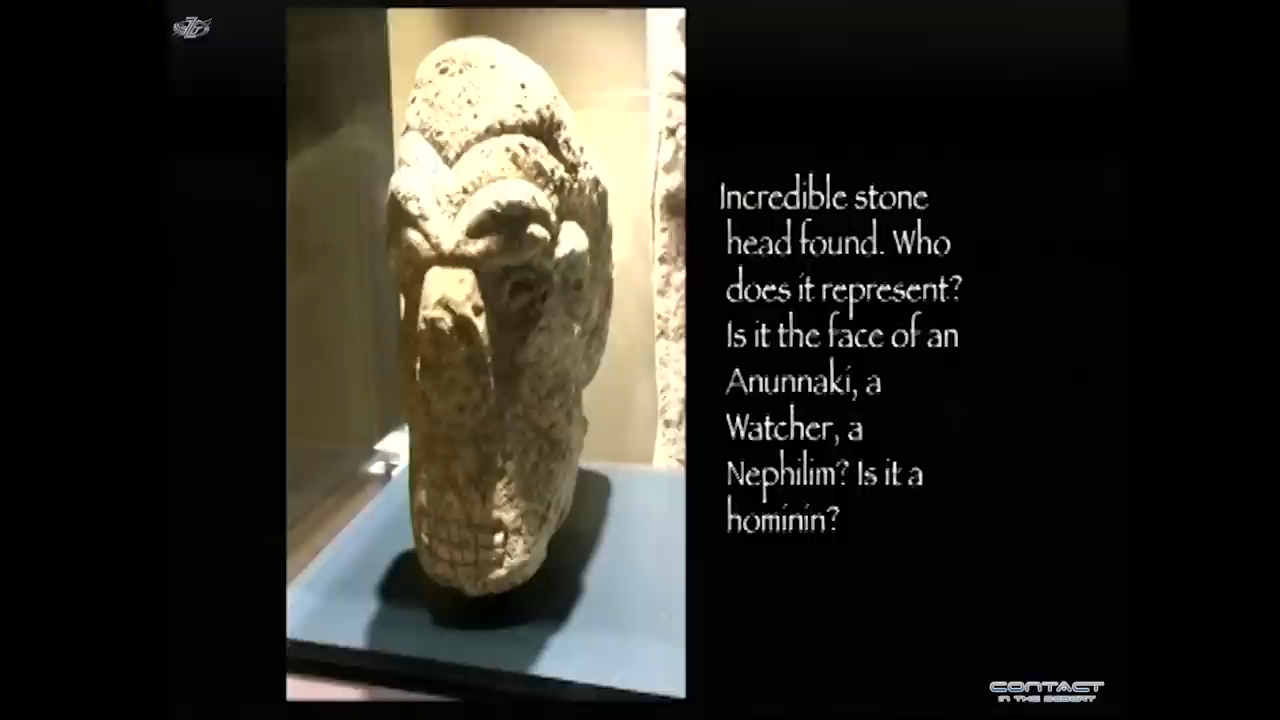 Incredible stone
head found. Who
does it represent?
Is it the face of an
Anunnaki, a
Watcher, a
Nephilim? Is it a
hominin?
CONTACT
IN THE DESERT